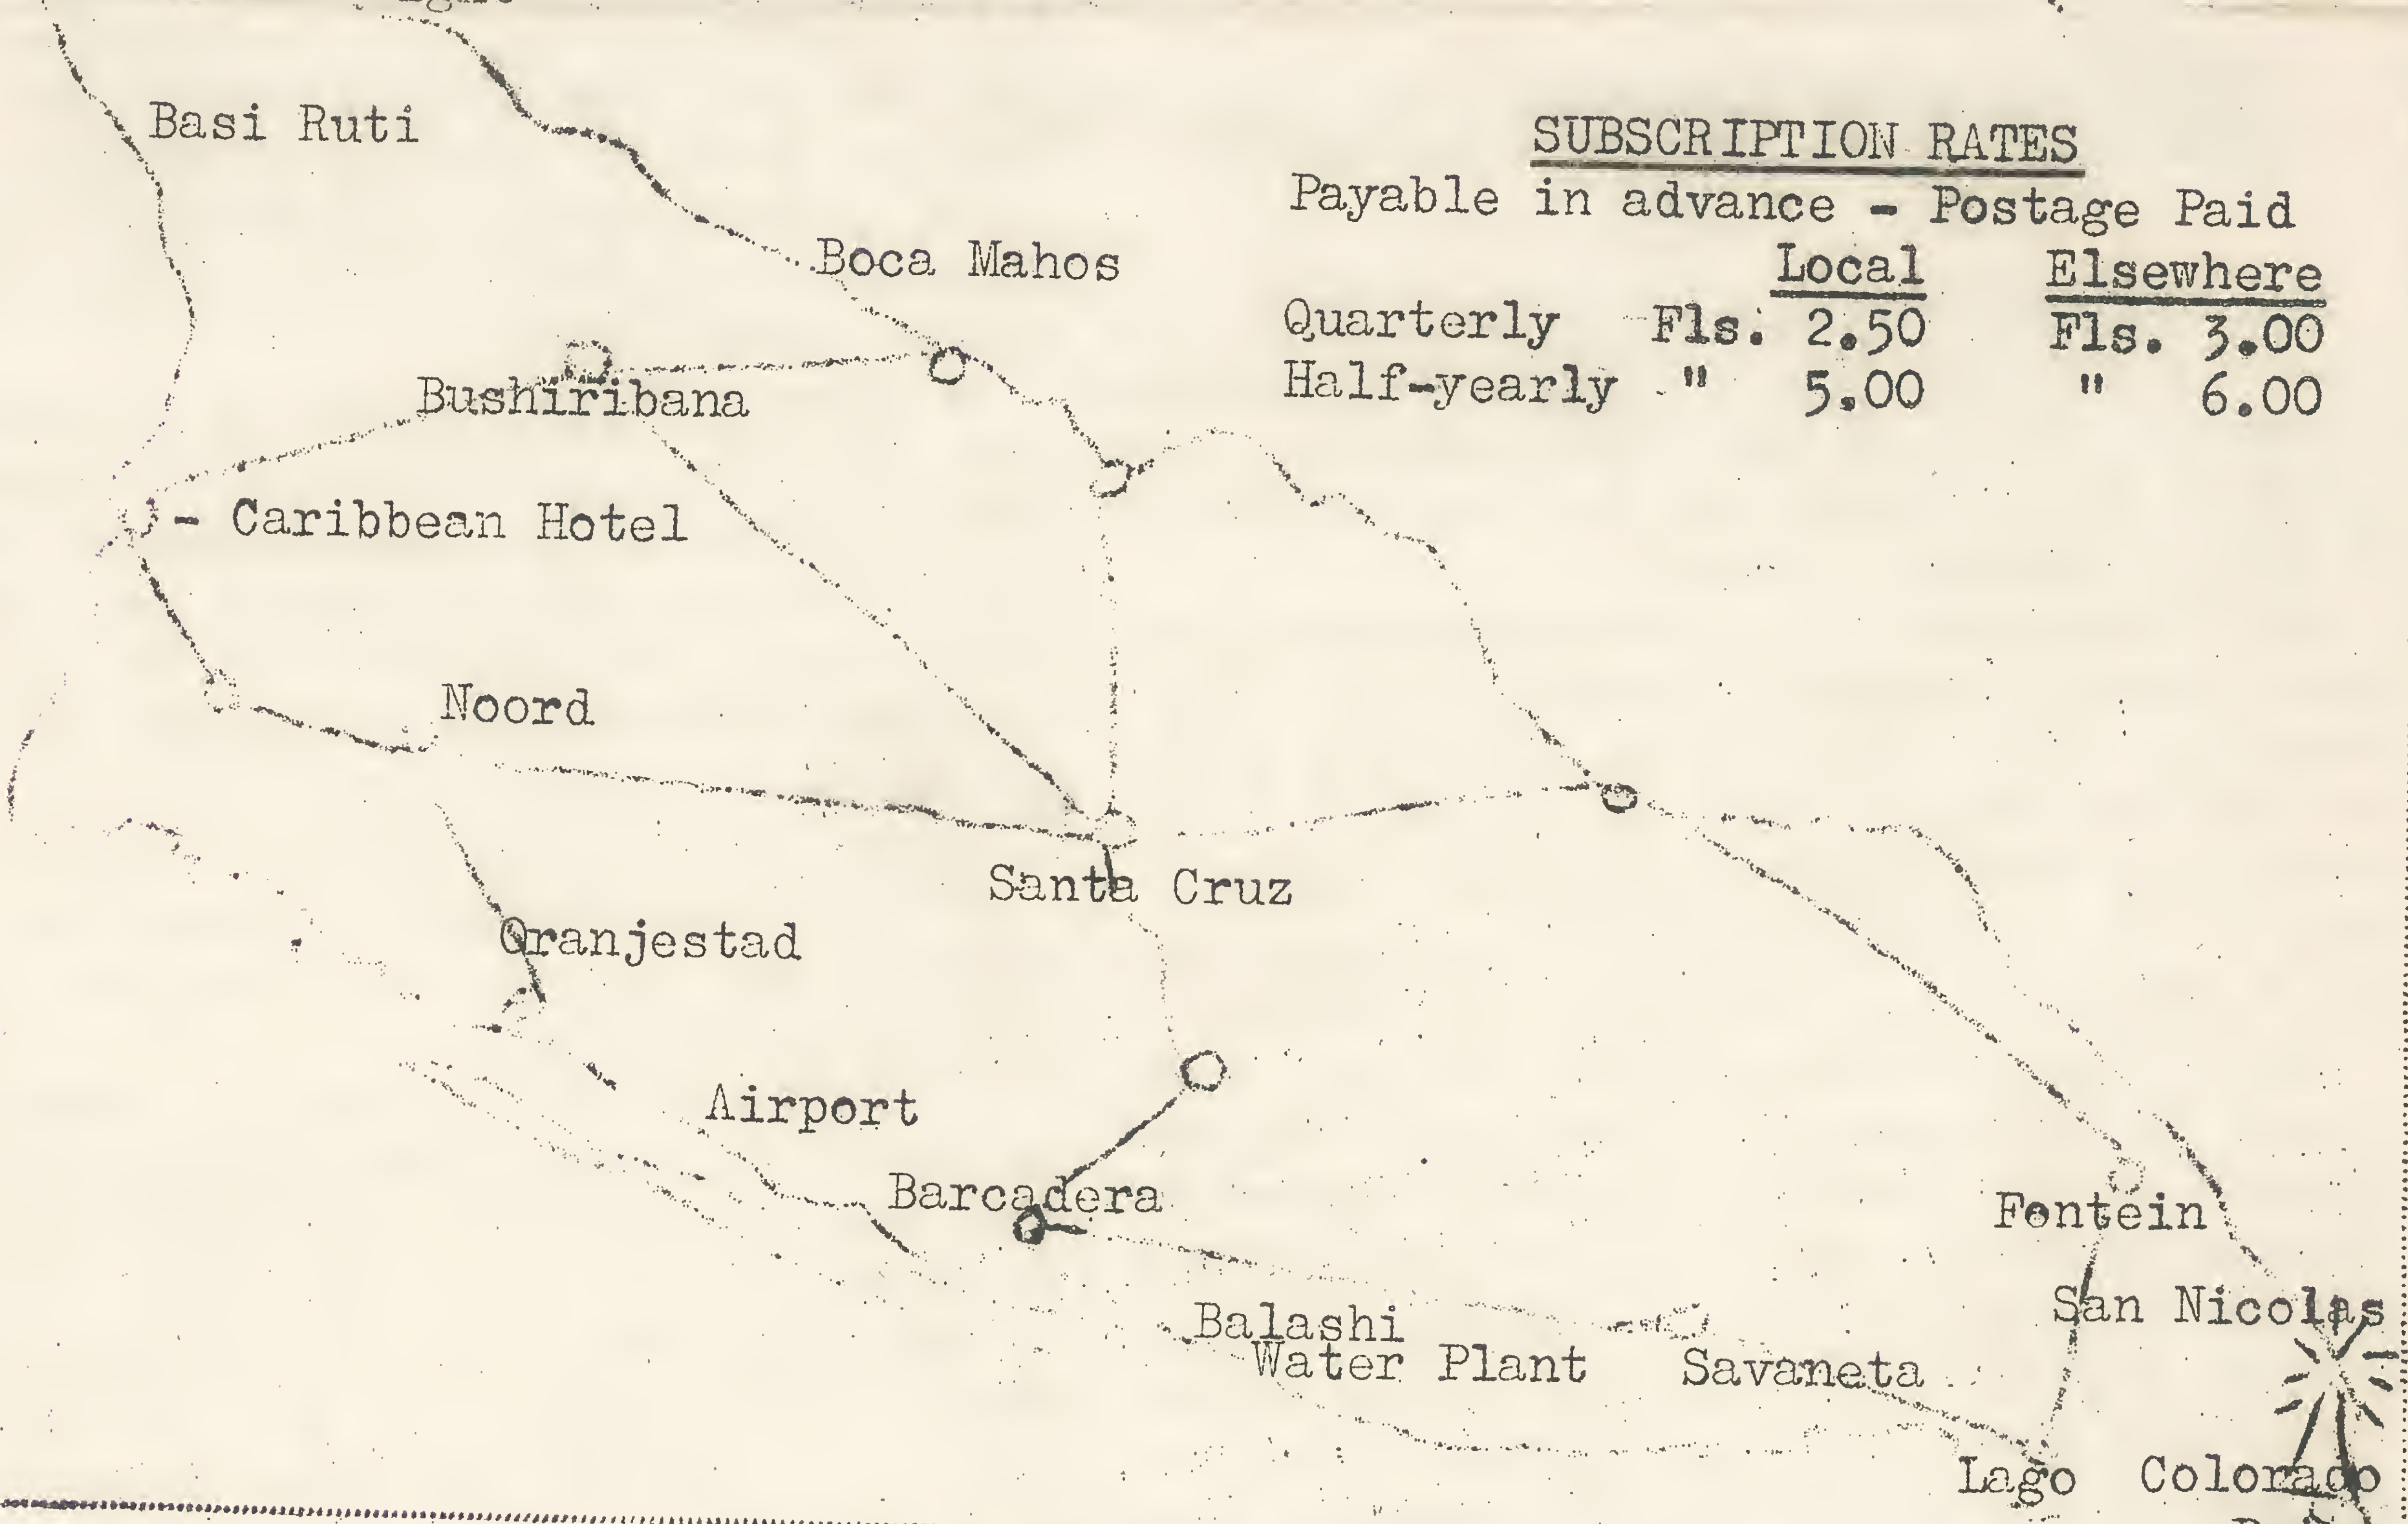 Basi Ruti
SUBSCRIPTION RATES
Payable in advance - Postage Paid
Local Elsewhere
Quarterly Fls. 2.50 Fls. 3.00
Half-yearly " 5.00 " 6.00
Boca Mahos
Bushiribana
- Caribbean Hotel
Noord
Santa Cruz
Oranjestad
Airport
Barcadera
Fontein
San Nicolas
Balashi
Water Plant
Savaneta
Lago
Colorado